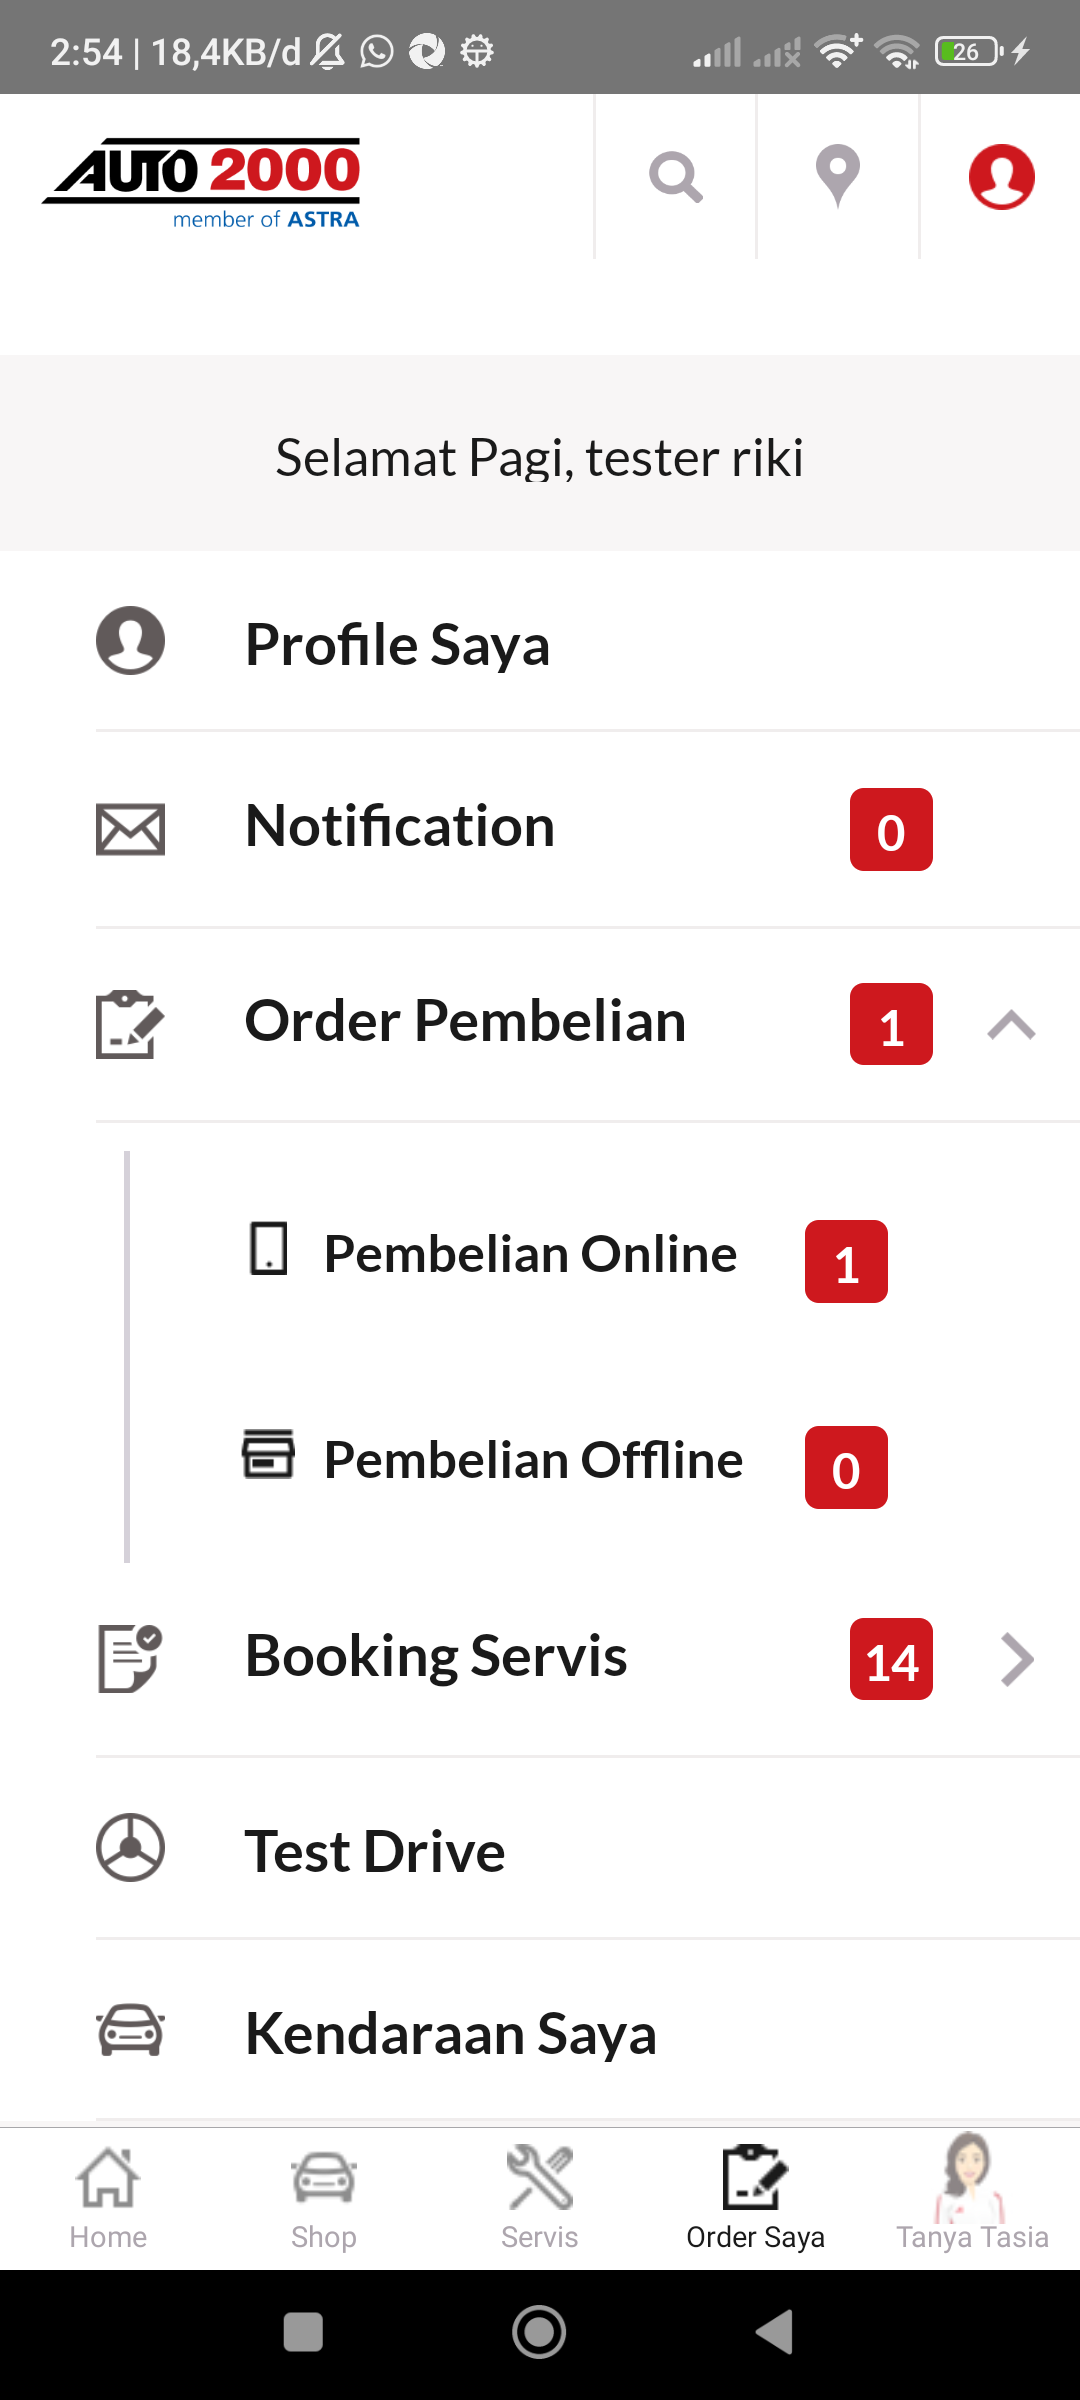 2:54 | 18,4KB/d
26
AUTO 2000
member of ASTRA
Selamat Pagi, tester riki
Profile Saya
Notification
0
Order Pembelian
1
Pembelian Online
1
Pembelian Offline
0
Booking Servis
14
Test Drive
Kendaraan Saya
Home
Shop
Servis
Order Saya
Tanya Tasia